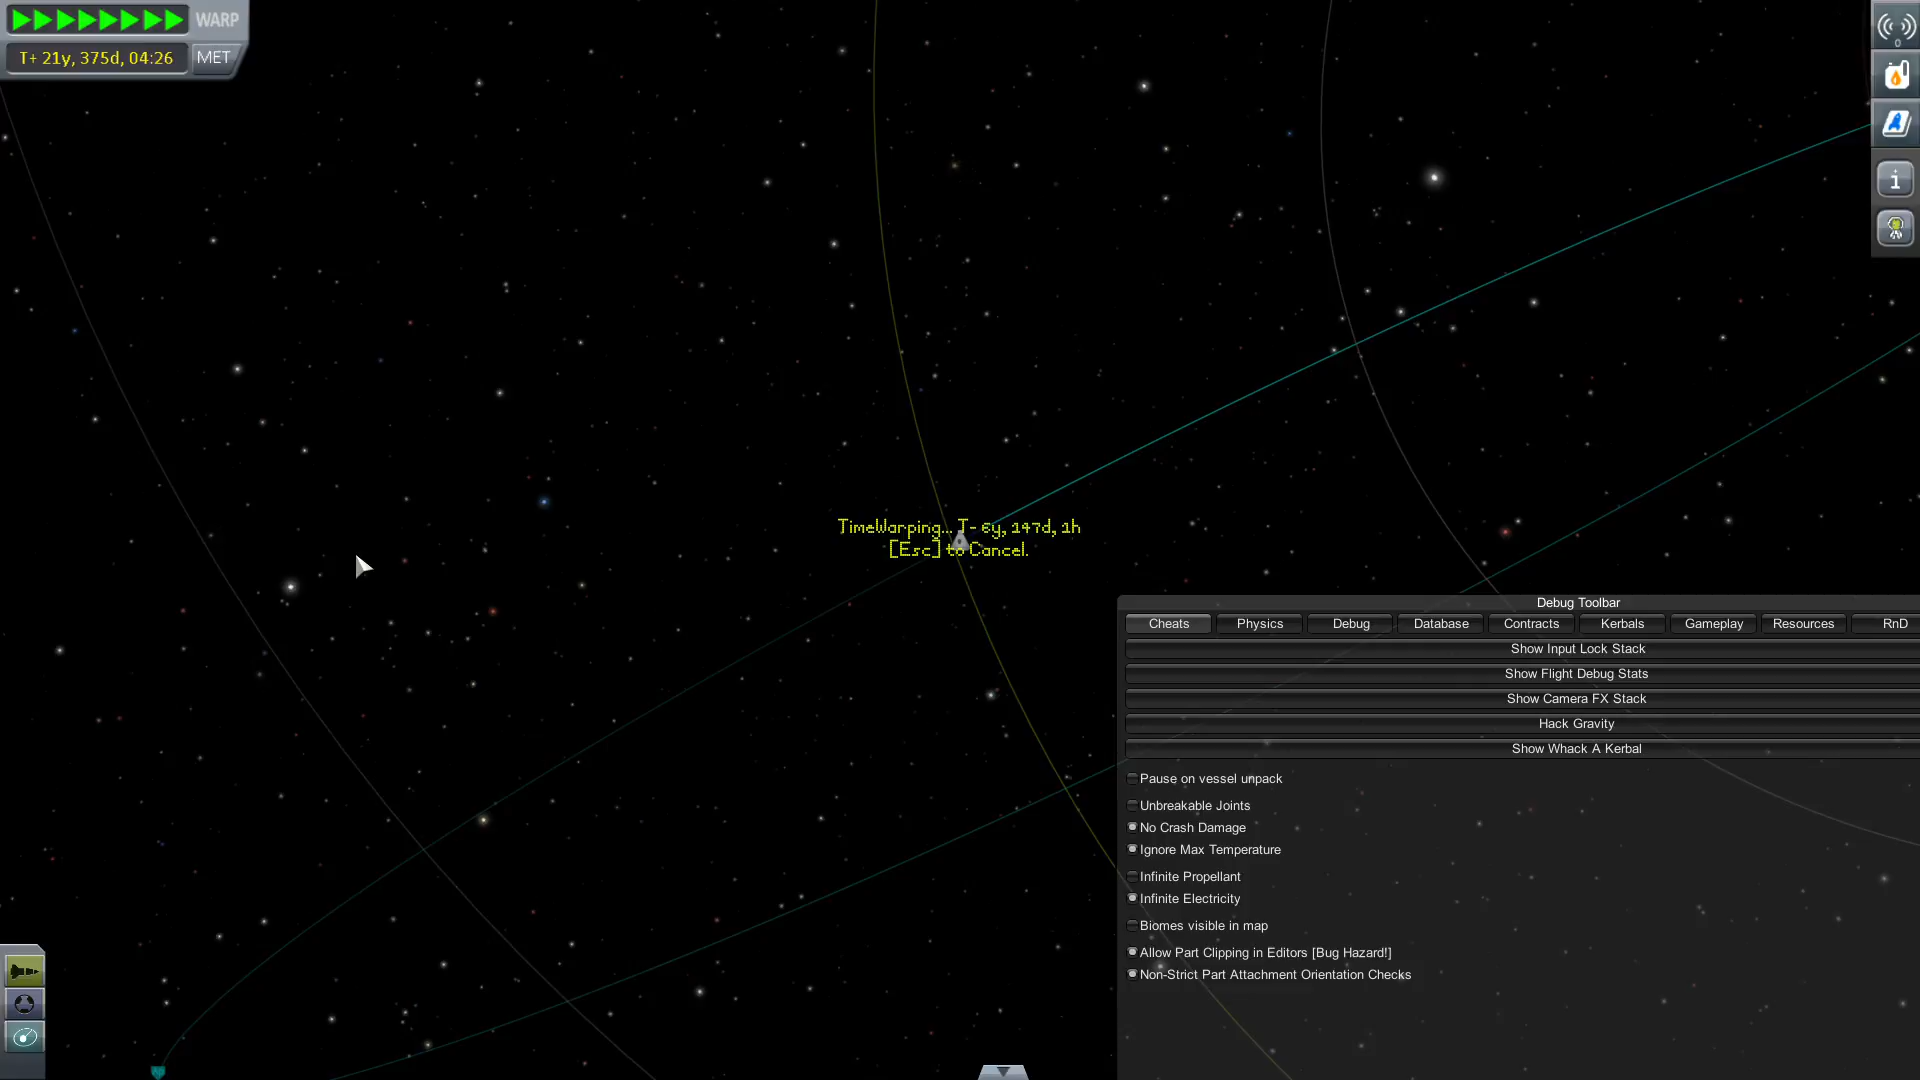 WARP
T+ 21y, 375d, 04:26
MET
0
TimeWarping... T- 6y, 147d, 1h
[Esc] to Cancel.
Debug Toolbar
Cheats Physics Debug Database Contracts Kerbals Gameplay Resources RnD
Show Input Lock Stack
Show Flight Debug Stats
Show Camera FX Stack
Hack Gravity
Show Whack A Kerbal
Pause on vessel unpack
Unbreakable Joints
No Crash Damage
Ignore Max Temperature
Infinite Propellant
Infinite Electricity
Biomes visible in map
Allow Part Clipping in Editors [Bug Hazard!]
Non-Strict Part Attachment Orientation Checks